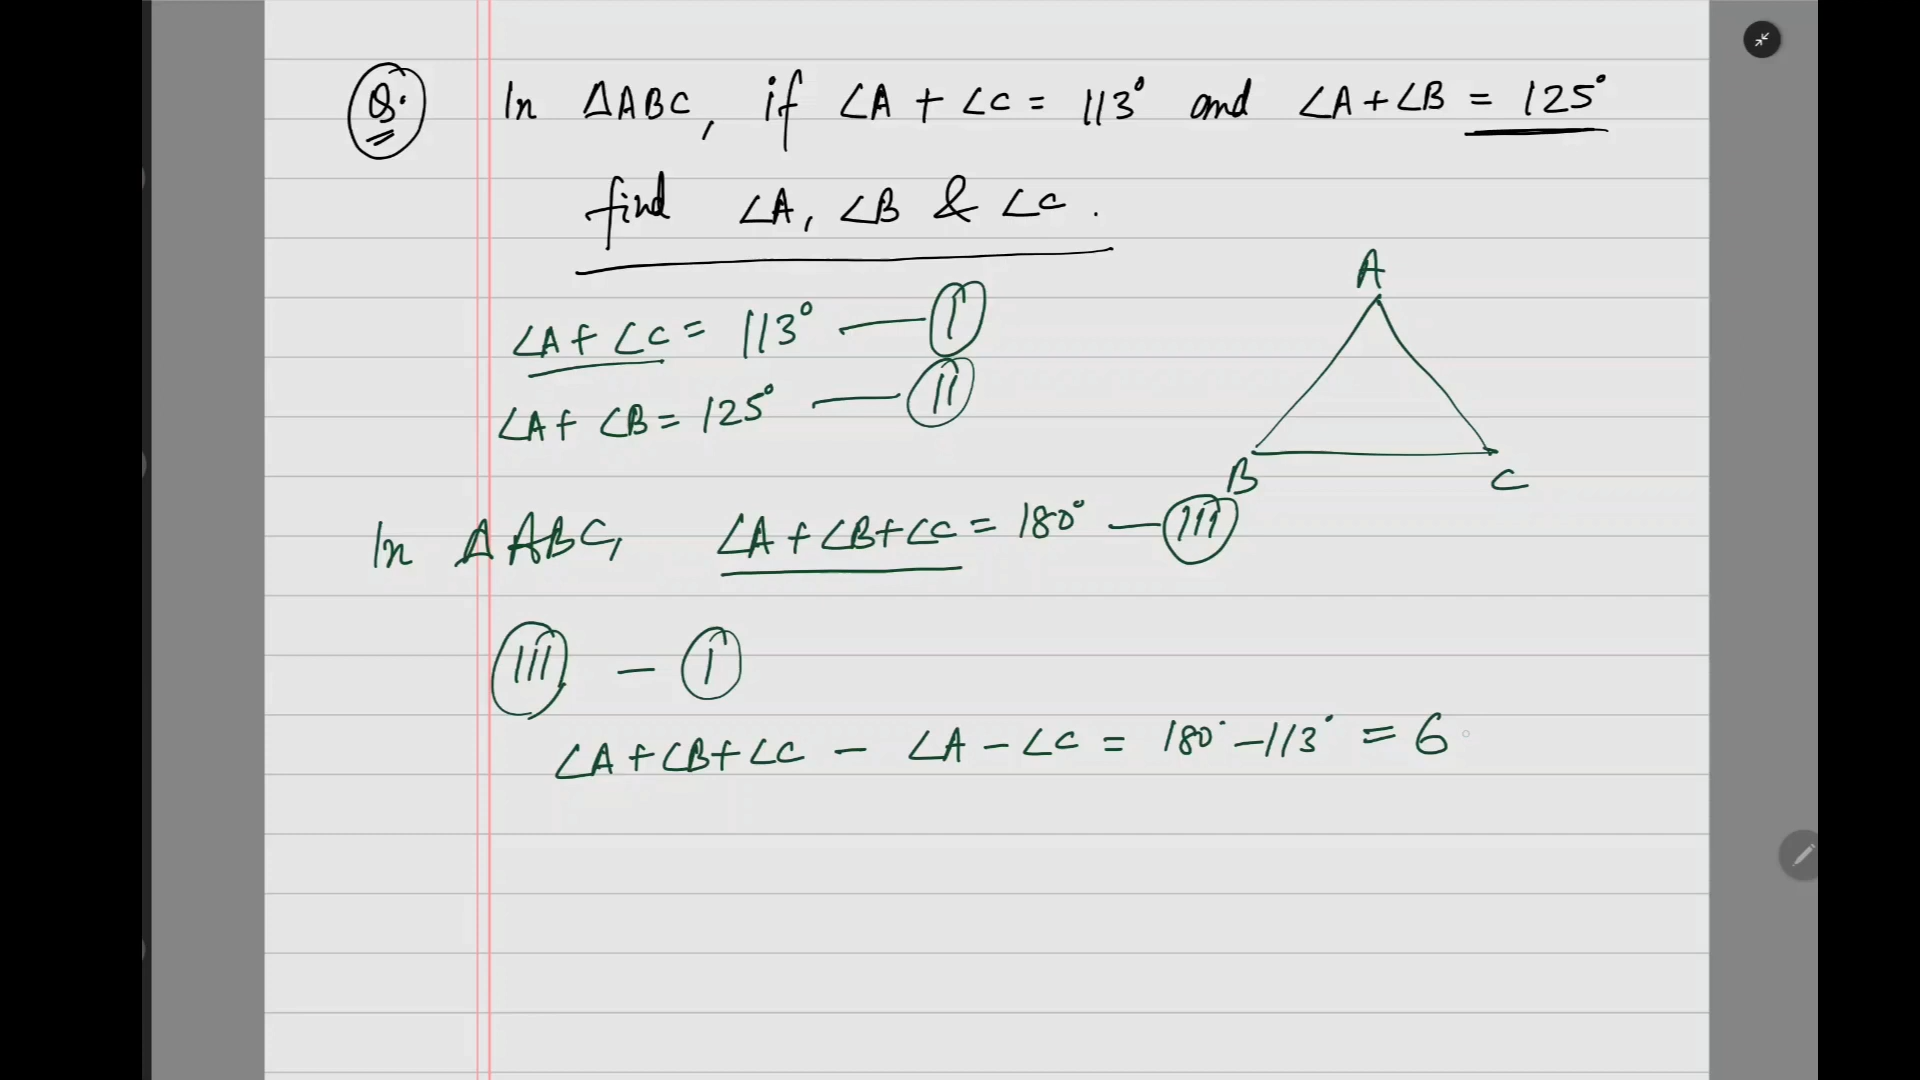 Q. In ΔABC, if ∠A + ∠C = 113° and ∠A+∠B = 125°
find ∠A, ∠B & ∠C.
A
∠A + ∠C = 113° — I
∠A + ∠B = 125° — II
B
C
In ΔABC, ∠A+∠B+∠C = 180° — III
III - I
∠A+∠B+∠C - ∠A-∠C = 180°-113° = 6